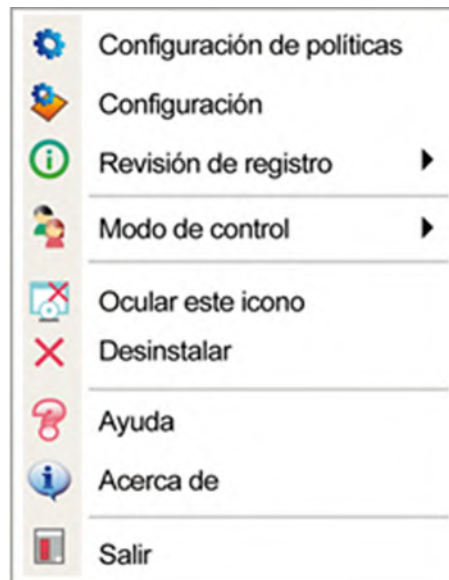 Configuración de políticas
Configuración
Revisión de registro
Modo de control
Ocular este icono
Desinstalar
Ayuda
Acerca de
Salir